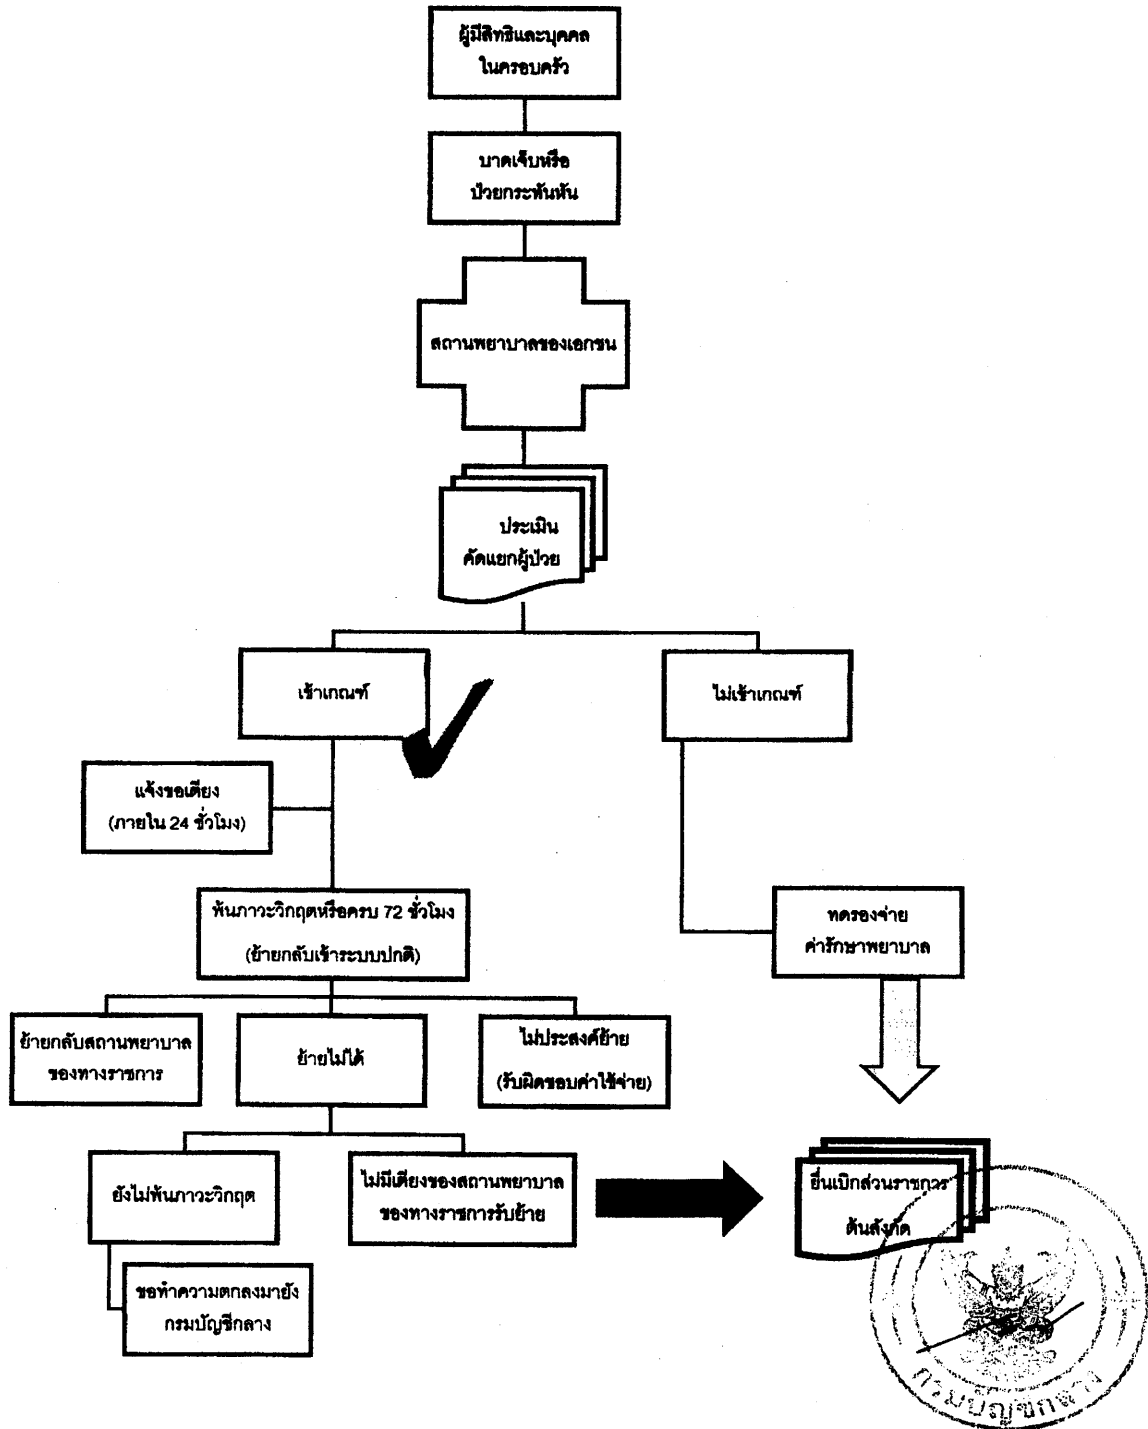 ผู้มีสิทธิและบุคคล
ในครอบครัว
บาดเจ็บหรือ
ป่วยกระทันหัน
สถานพยาบาลของเอกชน
ประเมิน
คัดแยกผู้ป่วย
เข้าเกณฑ์
ไม่เข้าเกณฑ์
แจ้งขอเตียง
(ภายใน 24 ชั่วโมง)
พ้นภาวะวิกฤตหรือครบ 72 ชั่วโมง
(ย้ายกลับเข้าระบบปกติ)
ทดรองจ่าย
ค่ารักษาพยาบาล
ย้ายกลับสถานพยาบาล
ของทางราชการ
ย้ายไม่ได้
ไม่ประสงค์ย้าย
(รับผิดชอบค่าใช้จ่าย)
ยังไม่พ้นภาวะวิกฤต
ไม่มีเตียงของสถานพยาบาล
ของทางราชการรับย้าย
ยื่นเบิกส่วนราชการ
ต้นสังกัด
ขอทำความตกลงมายัง
กรมบัญชีกลาง
กรมบัญชีกลาง